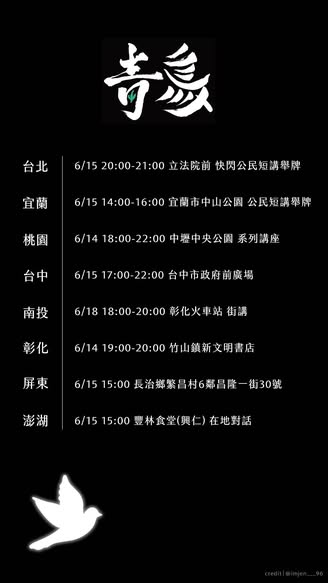 青鳥
台北 6/15 20:00-21:00 立法院前 快閃公民短講舉牌
宜蘭 6/15 14:00-16:00 宜蘭市中山公園 公民短講舉牌
桃園 6/14 18:00-22:00 中壢中央公園 系列講座
台中 6/15 17:00-22:00 台中市政府前廣場
南投 6/18 18:00-20:00 彰化火車站 街講
彰化 6/14 19:00-20:00 竹山鎮新文明書店
屏東 6/15 15:00 長治鄉繁昌村6鄰昌隆一街30號
澎湖 6/15 15:00 豐林食堂(興仁) 在地對話